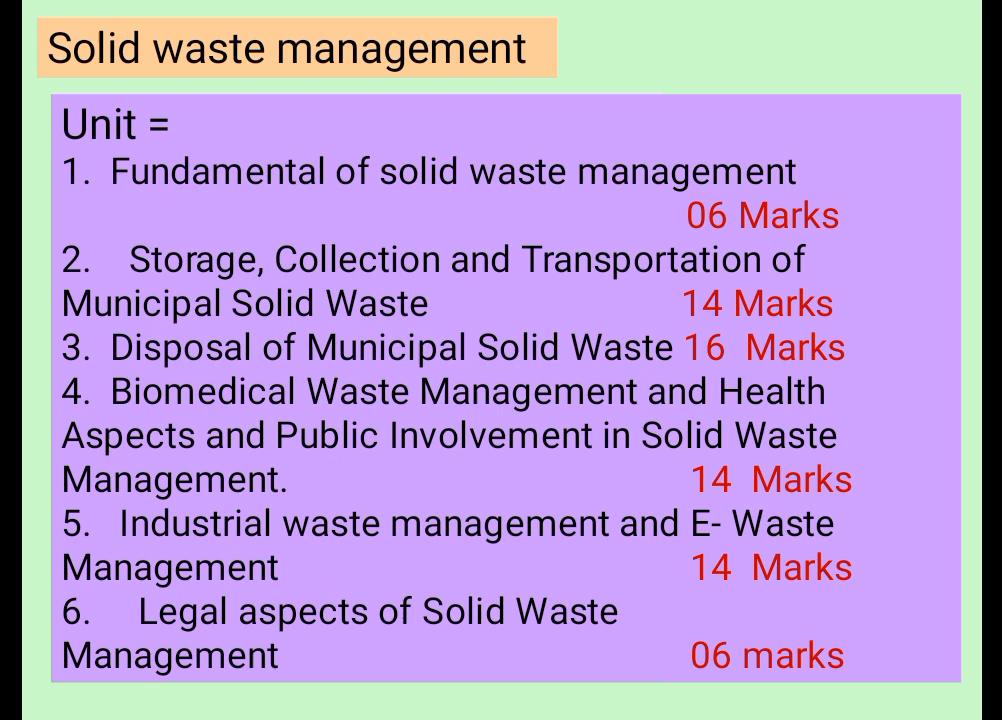 Solid waste management
Unit =
1. Fundamental of solid waste management
06 Marks
2. Storage, Collection and Transportation of
Municipal Solid Waste 14 Marks
3. Disposal of Municipal Solid Waste 16 Marks
4. Biomedical Waste Management and Health
Aspects and Public Involvement in Solid Waste
Management. 14 Marks
5. Industrial waste management and E- Waste
Management 14 Marks
6. Legal aspects of Solid Waste
Management 06 marks